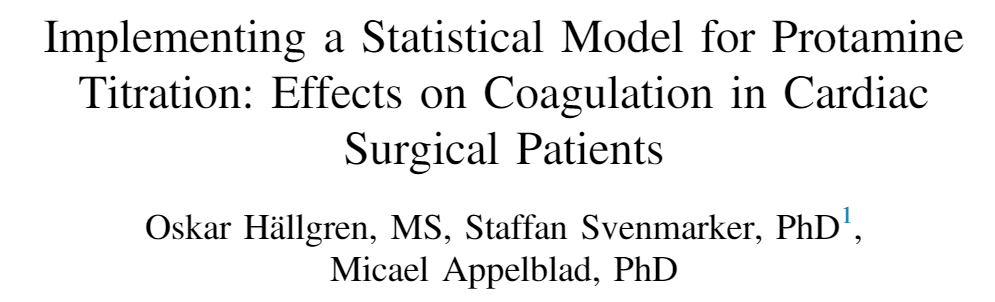 Implementing a Statistical Model for Protamine
Titration: Effects on Coagulation in Cardiac
Surgical Patients
Oskar Hällgren, MS, Staffan Svenmarker, PhD1,
Micael Appelblad, PhD